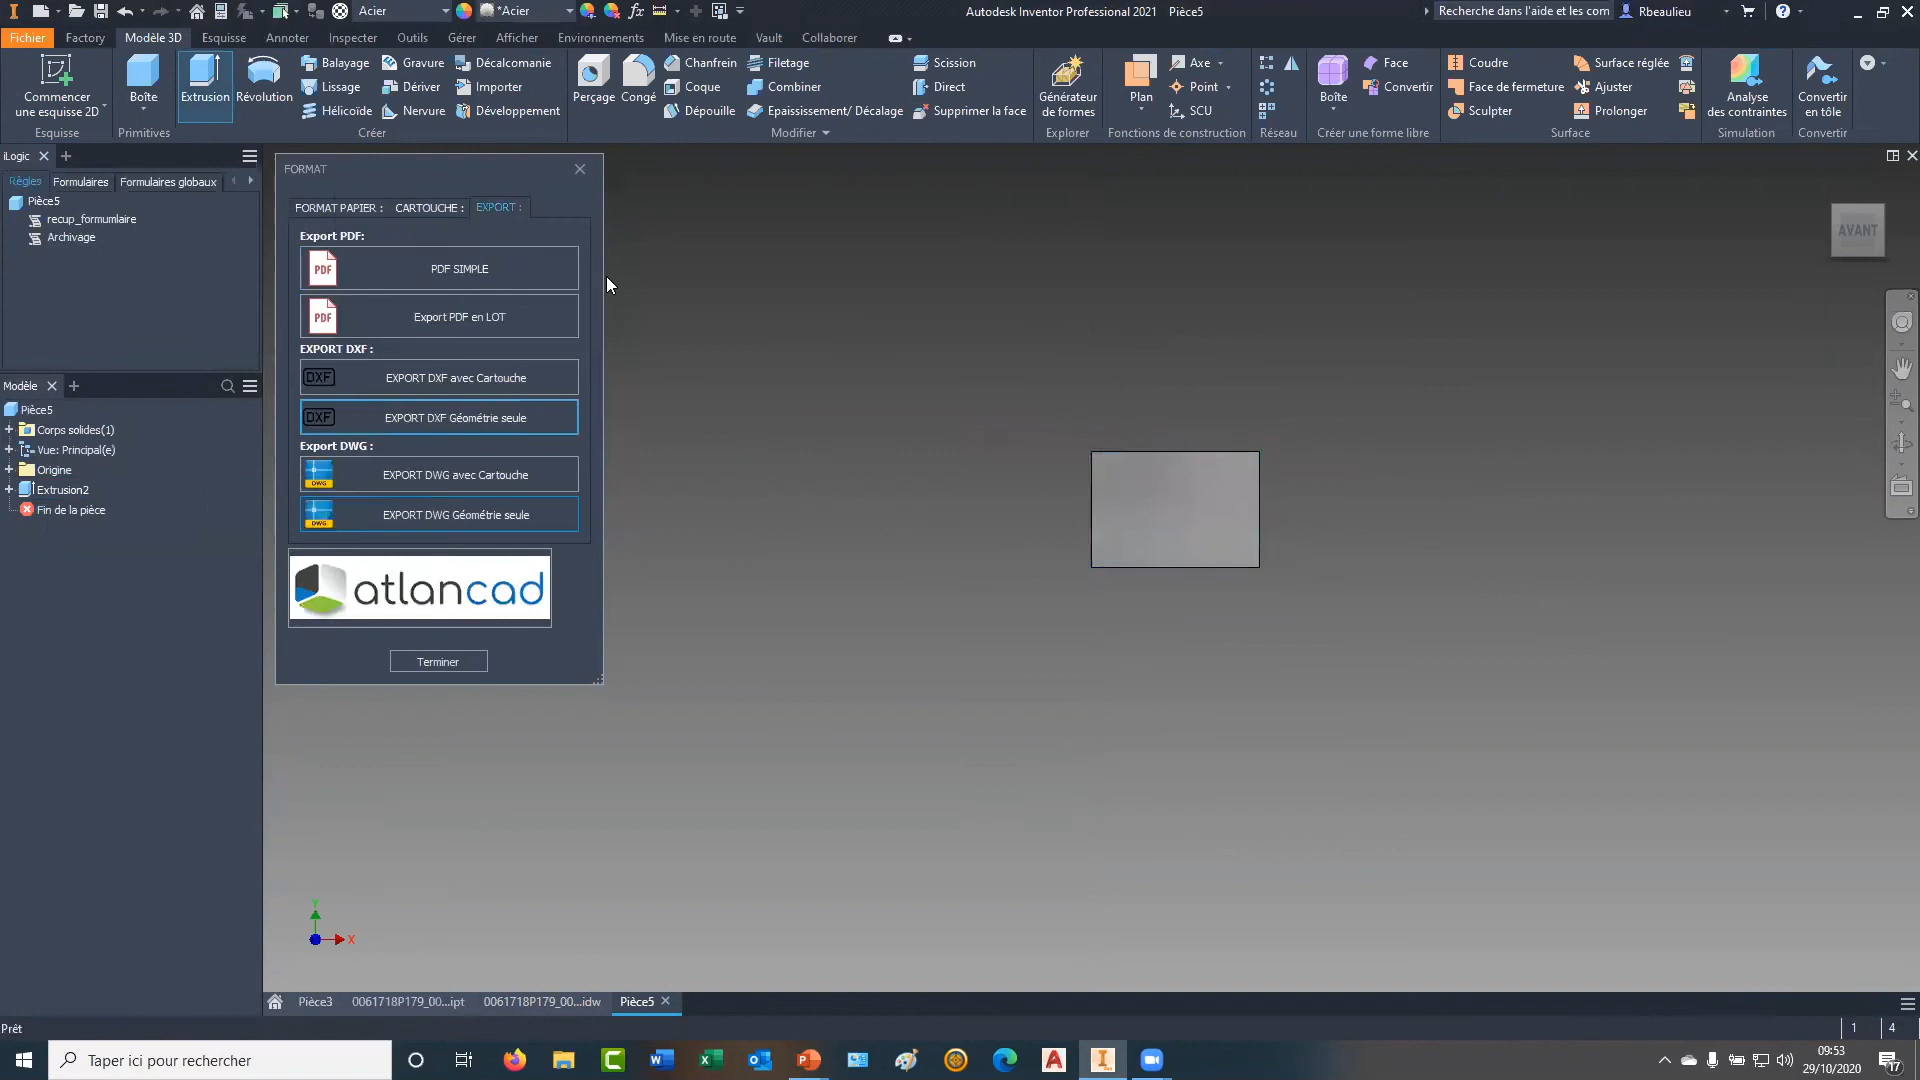 Acier
*Acier
Autodesk Inventor Professional 2021 Pièce5
Recherche dans l'aide et les com
Rbeaulieu
Fichier Factory Modèle 3D Esquisse Annoter Inspecter Outils Gérer Afficher Environnements Mise en route Vault Collaborer
Commencer une esquisse 2D
Esquisse
Boîte
Primitives
Extrusion
Révolution
Balayage Gravure Décalcomanie
Lissage Dériver Importer
Hélicoïde Nervure Développement
Créer
Perçage
Congé
Chanfrein Filetage Scission
Coque Combiner Direct
Dépouille Epaississement/ Décalage Supprimer la face
Modifier
Générateur de formes
Explorer
Plan
Axe
Point
SCU
Fonctions de construction
Réseau
Boîte
Face
Convertir
Créer une forme libre
Coudre Surface réglée
Face de fermeture Ajuster
Sculpter Prolonger
Surface
Analyse des contraintes
Simulation
Convertir en tôle
Convertir
iLogic
Règles Formulaires Formulaires globaux
Pièce5
recup_formumlaire
Archivage
Modèle
Pièce5
Corps solides(1)
Vue: Principal(e)
Origine
Extrusion2
Fin de la pièce
FORMAT
FORMAT PAPIER : CARTOUCHE : EXPORT :
Export PDF:
PDF PDF SIMPLE
PDF Export PDF en LOT
EXPORT DXF :
DXF EXPORT DXF avec Cartouche
DXF EXPORT DXF Géométrie seule
Export DWG :
DWG EXPORT DWG avec Cartouche
DWG EXPORT DWG Géométrie seule
atlancad
Terminer
AVANT
Y
X
Pièce3 0061718P179_00...ipt 0061718P179_00...idw Pièce5
Prêt
1 4
Taper ici pour rechercher
09:53
29/10/2020
17